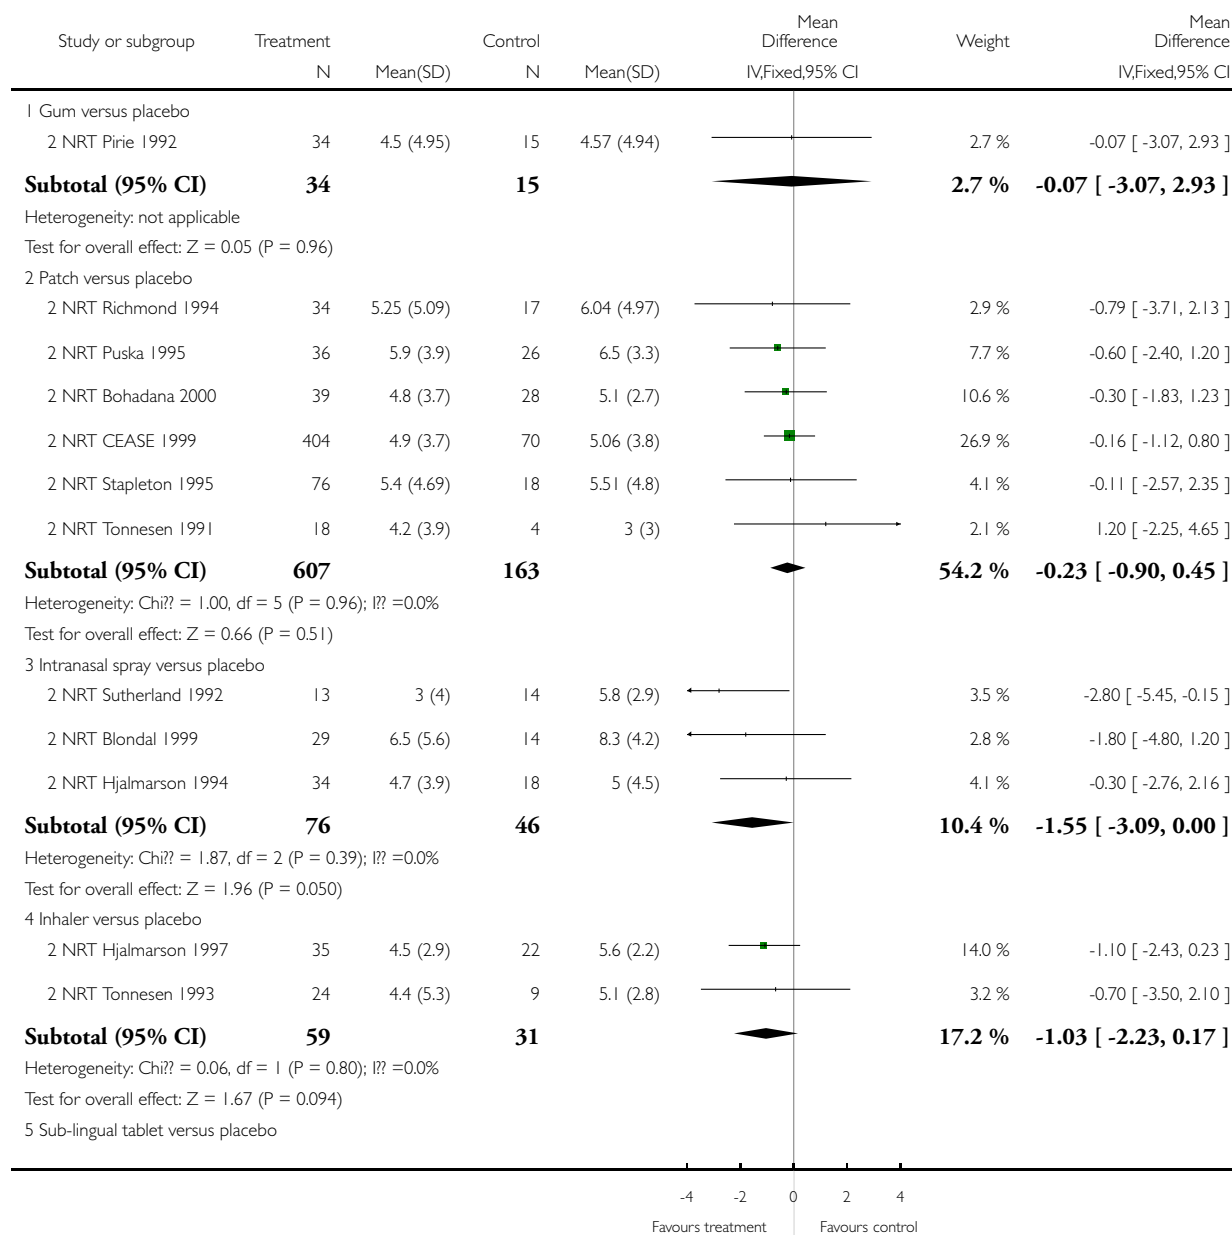 Study or subgroup Treatment Control Mean Difference Weight Mean Difference
N Mean(SD) N Mean(SD) IV,Fixed,95% CI IV,Fixed,95% CI
1 Gum versus placebo
2 NRT Pirie 1992 34 4.5 (4.95) 15 4.57 (4.94) 2.7 % -0.07 [ -3.07, 2.93 ]
Subtotal (95% CI) 34 15 2.7 % -0.07 [ -3.07, 2.93 ]
Heterogeneity: not applicable
Test for overall effect: Z = 0.05 (P = 0.96)
2 Patch versus placebo
2 NRT Richmond 1994 34 5.25 (5.09) 17 6.04 (4.97) 2.9 % -0.79 [ -3.71, 2.13 ]
2 NRT Puska 1995 36 5.9 (3.9) 26 6.5 (3.3) 7.7 % -0.60 [ -2.40, 1.20 ]
2 NRT Bohadana 2000 39 4.8 (3.7) 28 5.1 (2.7) 10.6 % -0.30 [ -1.83, 1.23 ]
2 NRT CEASE 1999 404 4.9 (3.7) 70 5.06 (3.8) 26.9 % -0.16 [ -1.12, 0.80 ]
2 NRT Stapleton 1995 76 5.4 (4.69) 18 5.51 (4.8) 4.1 % -0.11 [ -2.57, 2.35 ]
2 NRT Tonnesen 1991 18 4.2 (3.9) 4 3 (3) 2.1 % 1.20 [ -2.25, 4.65 ]
Subtotal (95% CI) 607 163 54.2 % -0.23 [ -0.90, 0.45 ]
Heterogeneity: Chi?? = 1.00, df = 5 (P = 0.96); I?? =0.0%
Test for overall effect: Z = 0.66 (P = 0.51)
3 Intranasal spray versus placebo
2 NRT Sutherland 1992 13 3 (4) 14 5.8 (2.9) 3.5 % -2.80 [ -5.45, -0.15 ]
2 NRT Blondal 1999 29 6.5 (5.6) 14 8.3 (4.2) 2.8 % -1.80 [ -4.80, 1.20 ]
2 NRT Hjalmarson 1994 34 4.7 (3.9) 18 5 (4.5) 4.1 % -0.30 [ -2.76, 2.16 ]
Subtotal (95% CI) 76 46 10.4 % -1.55 [ -3.09, 0.00 ]
Heterogeneity: Chi?? = 1.87, df = 2 (P = 0.39); I?? =0.0%
Test for overall effect: Z = 1.96 (P = 0.050)
4 Inhaler versus placebo
2 NRT Hjalmarson 1997 35 4.5 (2.9) 22 5.6 (2.2) 14.0 % -1.10 [ -2.43, 0.23 ]
2 NRT Tonnesen 1993 24 4.4 (5.3) 9 5.1 (2.8) 3.2 % -0.70 [ -3.50, 2.10 ]
Subtotal (95% CI) 59 31 17.2 % -1.03 [ -2.23, 0.17 ]
Heterogeneity: Chi?? = 0.06, df = 1 (P = 0.80); I?? =0.0%
Test for overall effect: Z = 1.67 (P = 0.094)
5 Sub-lingual tablet versus placebo
-4 -2 0 2 4
Favours treatment Favours control